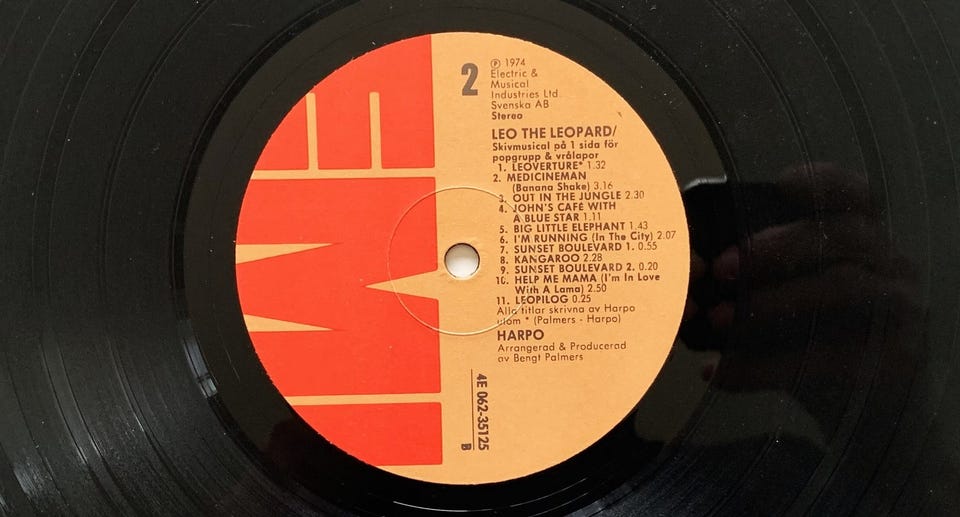 EMI
2
℗ 1974
Electric &
Musical
Industries Ltd.
Svenska AB
Stereo
LEO THE LEOPARD/
Skivmusical på 1 sida för
popgrupp & vrålapor
1. LEOVERTURE* 1.32
2. MEDICINEMAN
(Banana Shake) 3.16
3. OUT IN THE JUNGLE 2.30
4. JOHN'S CAFÉ WITH
A BLUE STAR 1.11
5. BIG LITTLE ELEPHANT 1.43
6. I'M RUNNING (In The City) 2.07
7. SUNSET BOULEVARD 1. 0.55
8. KANGAROO 2.28
9. SUNSET BOULEVARD 2. 0.20
10. HELP ME MAMA (I'm In Love
With A Lama) 2.50
11. LEOPILOG 0.25
Alla titlar skrivna av Harpo
utom * (Palmers - Harpo)
HARPO
Arrangerad & Producerad
av Bengt Palmers
4E 062-35125
B